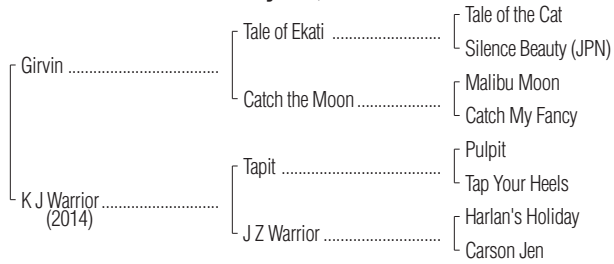 Tale of the Cat
Tale of Ekati ........................
Silence Beauty (JPN)
Girvin ..................................
Malibu Moon
Catch the Moon ..................
Catch My Fancy
Pulpit
Tapit ...................................
Tap Your Heels
K J Warrior ..........................
(2014)
Harlan's Holiday
J Z Warrior ..........................
Carson Jen